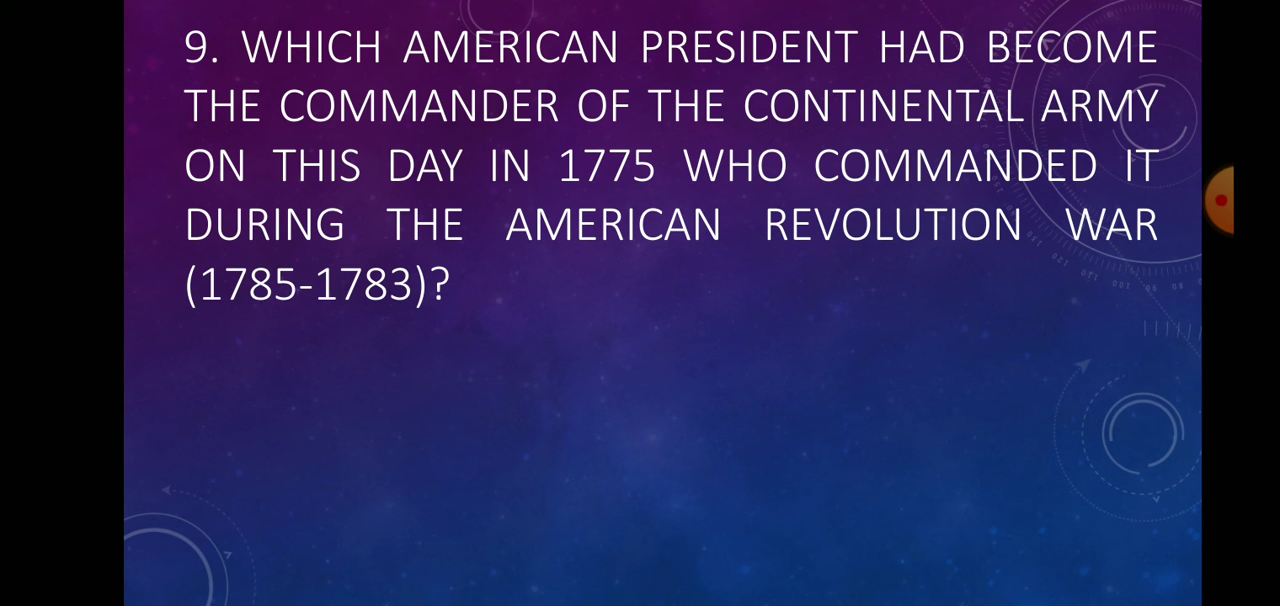 9. WHICH AMERICAN PRESIDENT HAD BECOME
THE COMMANDER OF THE CONTINENTAL ARMY
ON THIS DAY IN 1775 WHO COMMANDED IT
DURING THE AMERICAN REVOLUTION WAR
(1785-1783)?